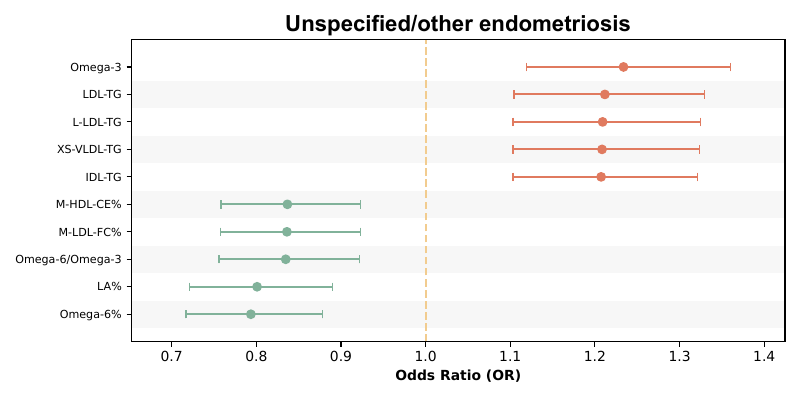 Unspecified/other endometriosis
Omega-3
LDL-TG
L-LDL-TG
XS-VLDL-TG
IDL-TG
M-HDL-CE%
M-LDL-FC%
Omega-6/Omega-3
LA%
Omega-6%
0.7 0.8 0.9 1.0 1.1 1.2 1.3 1.4
Odds Ratio (OR)